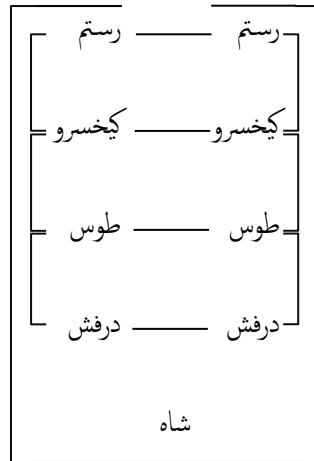 رستم رستم
کیخسرو کیخسرو
طوس طوس
درفش درفش
شاه